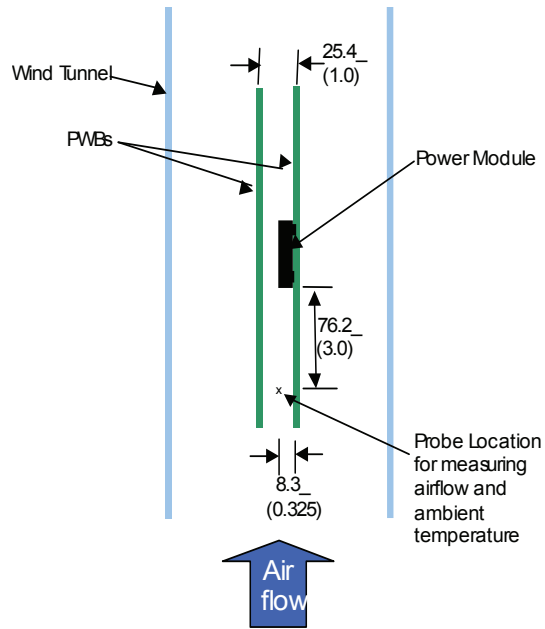 25.4_
(1.0)
Wind Tunnel
PWBs
Power Module
76.2_
(3.0)
x
Probe Location
for measuring
airflow and
ambient
temperature
8.3_
(0.325)
Air
flow